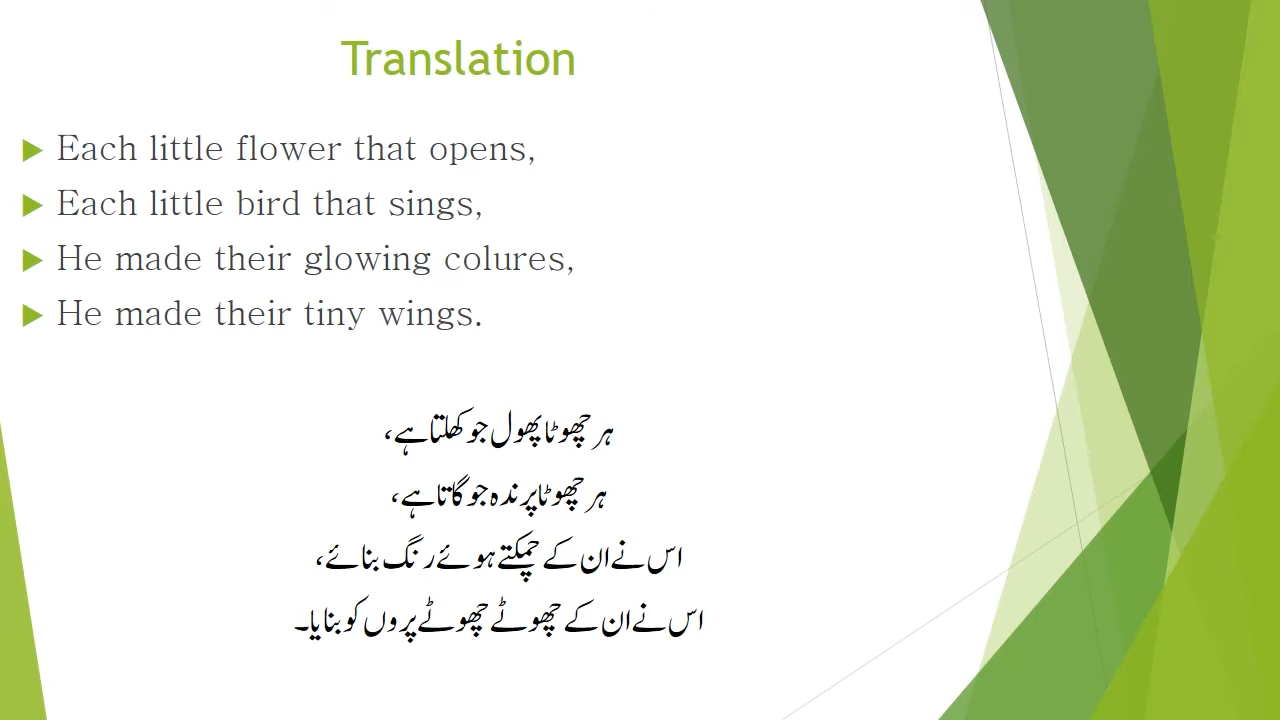 Translation
Each little flower that opens,
Each little bird that sings,
He made their glowing colures,
He made their tiny wings.
ہر چھوٹا پھول جو کھلتا ہے،
ہر چھوٹا پرندہ جو گاتا ہے،
اس نے ان کے چمکتے ہوئے رنگ بنائے،
اس نے ان کے چھوٹے چھوٹے پروں کو بنایا۔